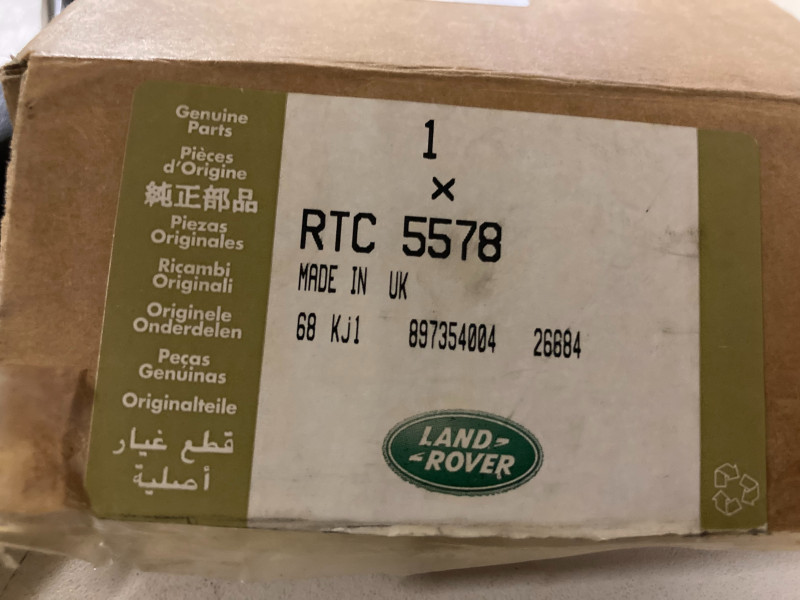 Genuine
Parts
Pièces
d'Origine
純正部品
Piezas
Originales
Ricambi
Originali
Originele
Onderdelen
Peças
Genuinas
Originalteile
قطع غيار
أصلية
1
×
RTC 5578
MADE IN UK
68 Kj1 897354004 26684
LAND-
-ROVER